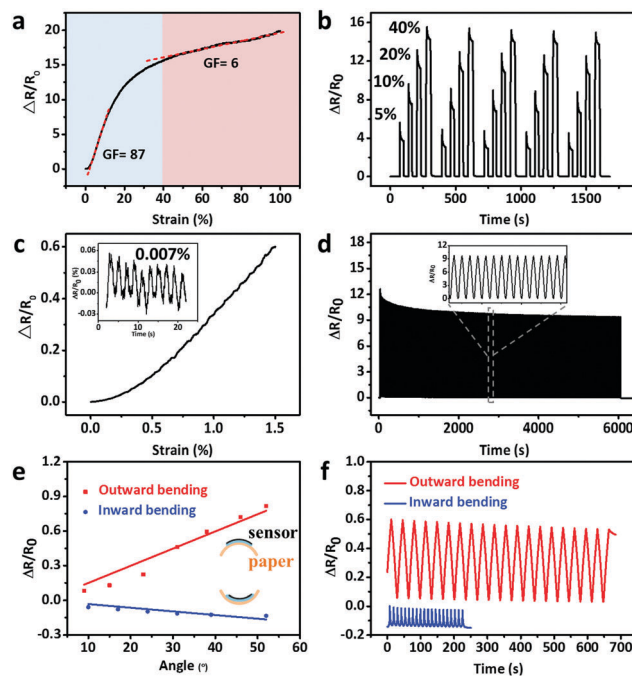 a
20
15
10
5
0
ΔR/R₀
GF= 6
GF= 87
0 20 40 60 80 100
Strain (%)
b
16
12
8
4
0
ΔR/R0
40%
20%
10%
5%
0 500 1000 1500
Time (s)
c
0.6
0.4
0.2
0.0
ΔR/R₀
0.06
0.03
0.00
-0.03
ΔR/R₀ (%)
0.007%
0 10 20
Time (s)
0.0 0.5 1.0 1.5
Strain (%)
d
18
15
12
9
6
3
0
ΔR/R0
12
9
6
3
0
ΔR/R₀
0 2000 4000 6000
Time (s)
e
1.2
0.9
0.6
0.3
0.0
-0.3
ΔR/R0
Outward bending
Inward bending
sensor
paper
10 20 30 40 50 60
Angle (°)
f
1.0
0.8
0.6
0.4
0.2
0.0
-0.2
ΔR/R0
Outward bending
Inward bending
0 100 200 300 400 500 600 700
Time (s)